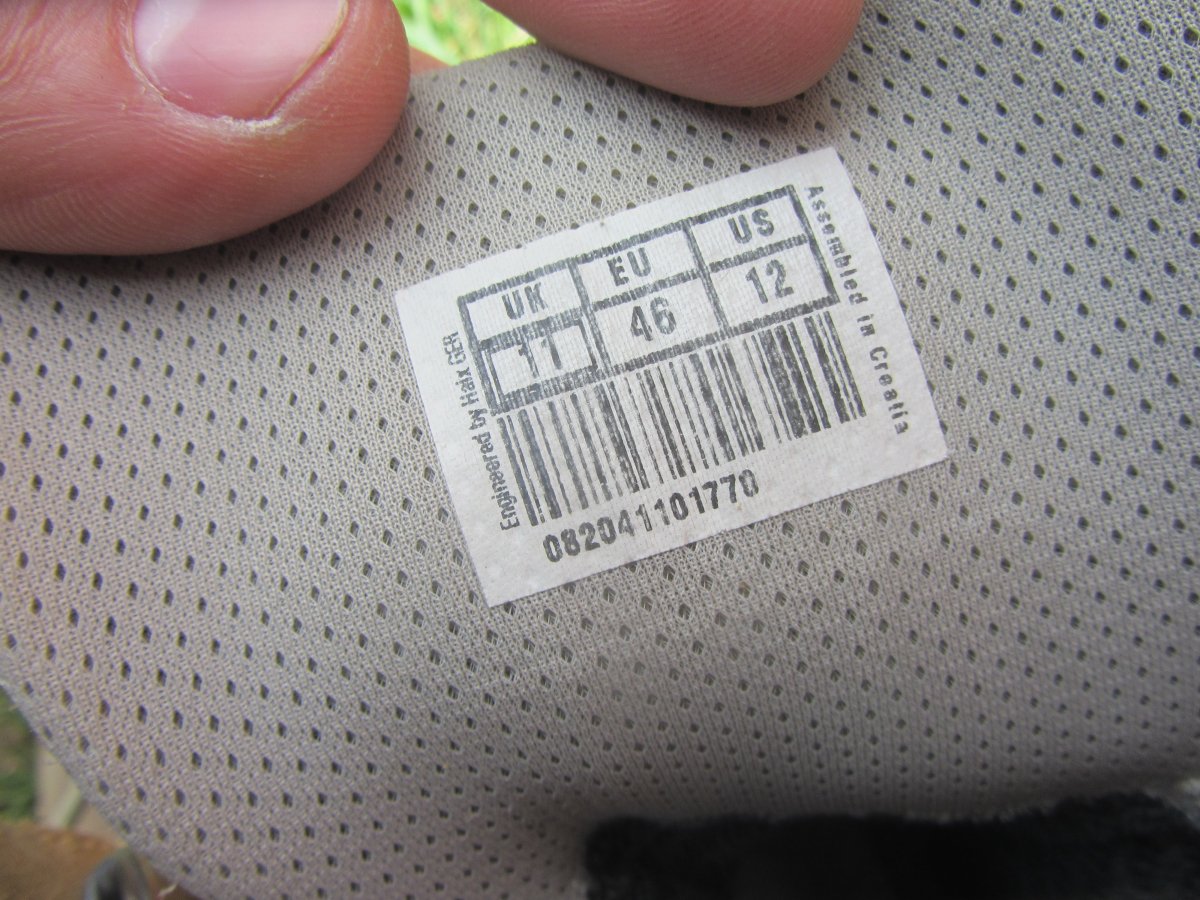 UK EU US
11 46 12
Engineered by Haix GER
Assembled in Croatia
082041101770